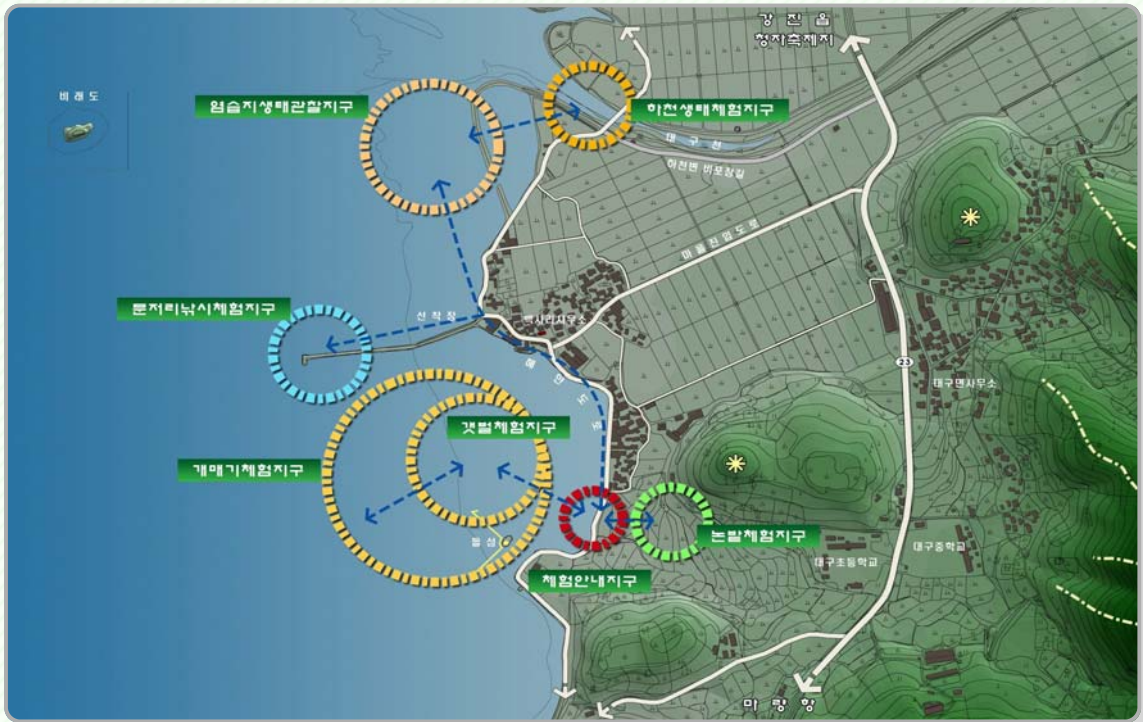 강진읍
청자축제지
비래도
염습지생태관찰지구
하천생태체험지구
대구천
하천변 비포장길
마을진입도로
문저리낚시체험지구
선착장
백사리사무소
해안도로
23
대구면사무소
갯벌체험지구
개매기체험지구
돌섬
논밭체험지구
대구중학교
대구초등학교
체험안내지구
마량항